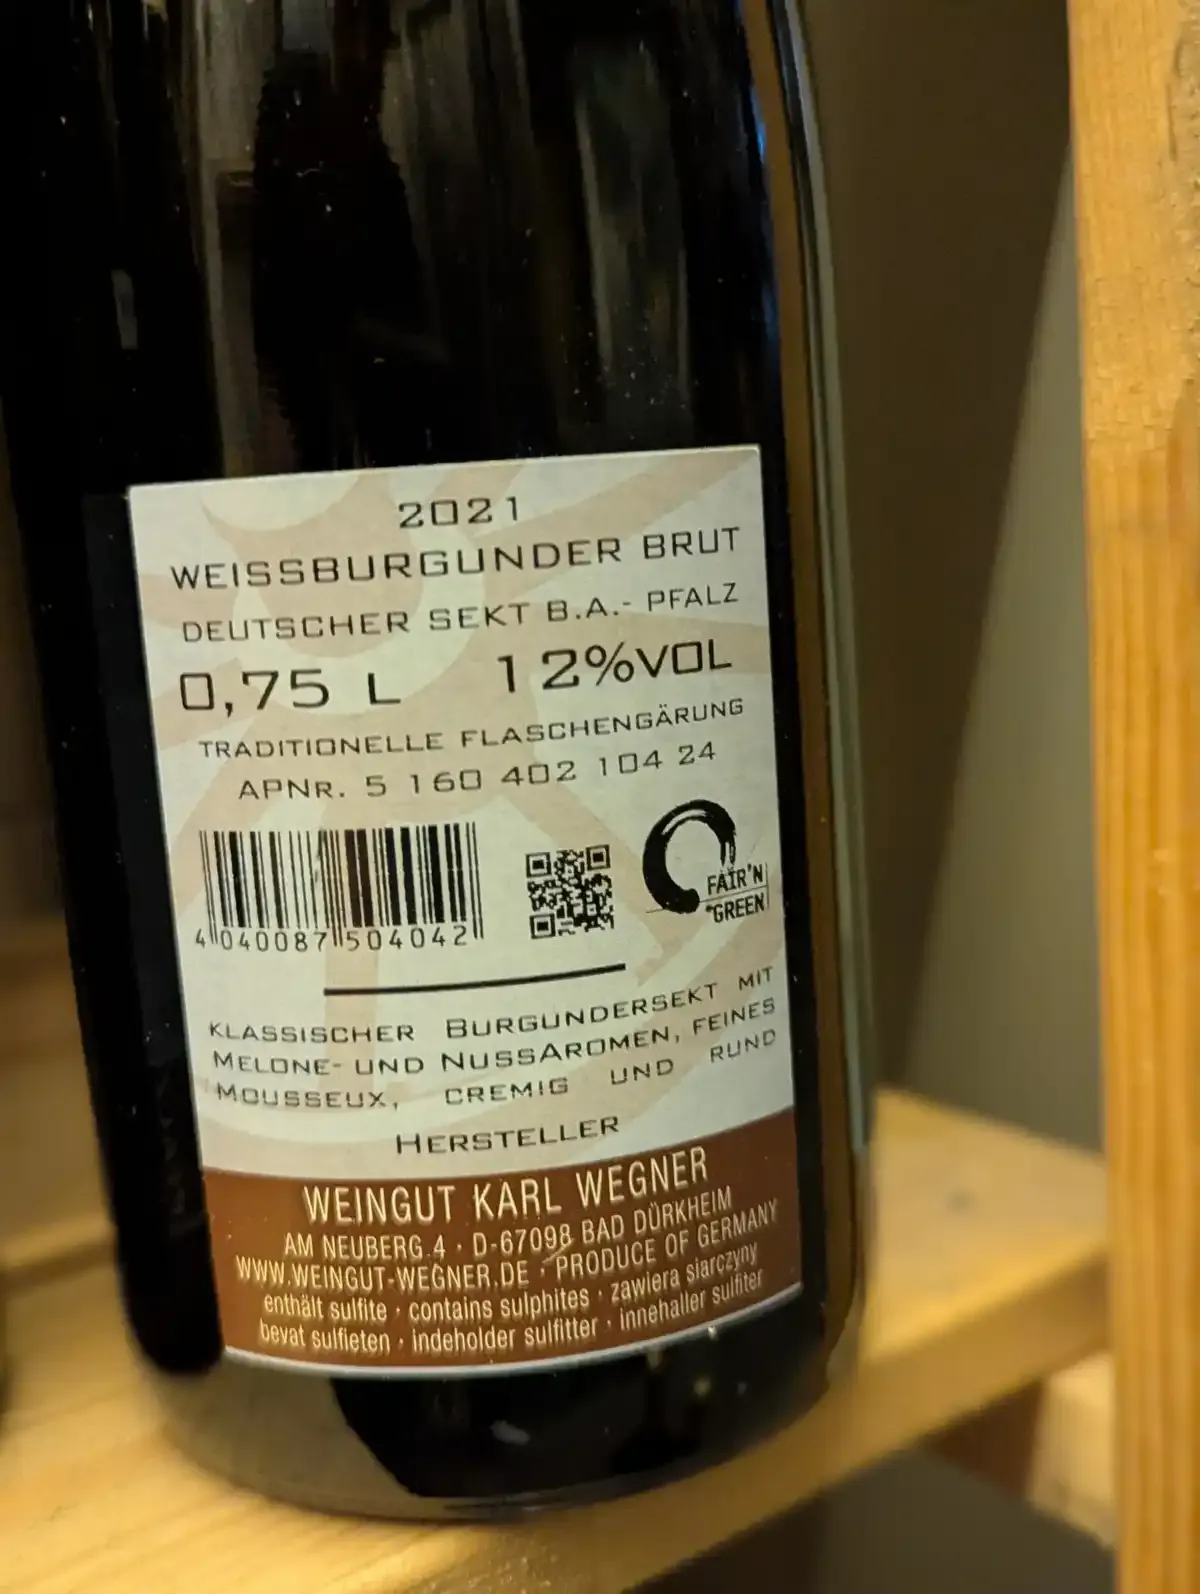 2021
WEISSBURGUNDER BRUT
DEUTSCHER SEKT B.A.- PFALZ
0,75 L 12%VOL
TRADITIONELLE FLASCHENGÄRUNG
APNR. 5 160 402 104 24
4 040087 504042
FAIR'N
GREEN
KLASSISCHER BURGUNDERSEKT MIT
MELONE- UND NUSSAROMEN, FEINES
MOUSSEUX, CREMIG UND RUND
HERSTELLER
WEINGUT KARL WEGNER
AM NEUBERG 4 · D-67098 BAD DÜRKHEIM
WWW.WEINGUT-WEGNER.DE · PRODUCE OF GERMANY
enthält sulfite · contains sulphites · zawiera siarczyny
bevat sulfieten · indeholder sulfitter · innehaller sulfiter